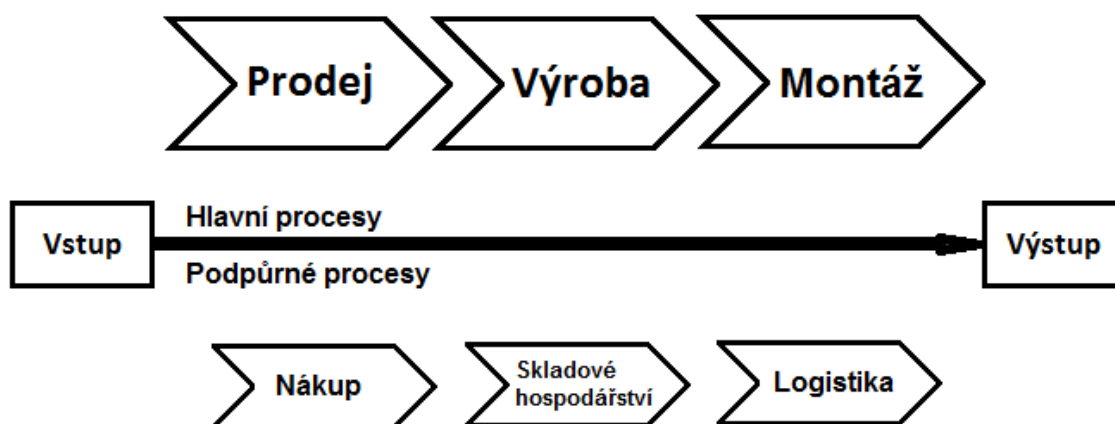 Prodej
Výroba
Montáž
Hlavní procesy
Vstup
Výstup
Podpůrné procesy
Nákup
Skladové
hospodářství
Logistika